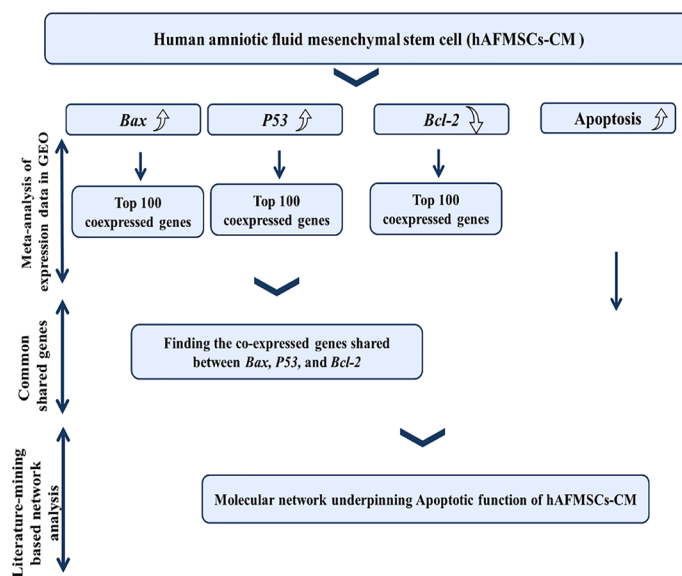 Human amniotic fluid mesenchymal stem cell (hAFMSCs-CM )
Bax
P53
Bcl-2
Apoptosis
Meta-analysis of
expression data in GEO
Top 100
coexpressed genes
Top 100
coexpressed genes
Top 100
coexpressed genes
Common
shared genes
Finding the co-expressed genes shared
between Bax, P53, and Bcl-2
Literature-mining
based network
analysis
Molecular network underpinning Apoptotic function of hAFMSCs-CM